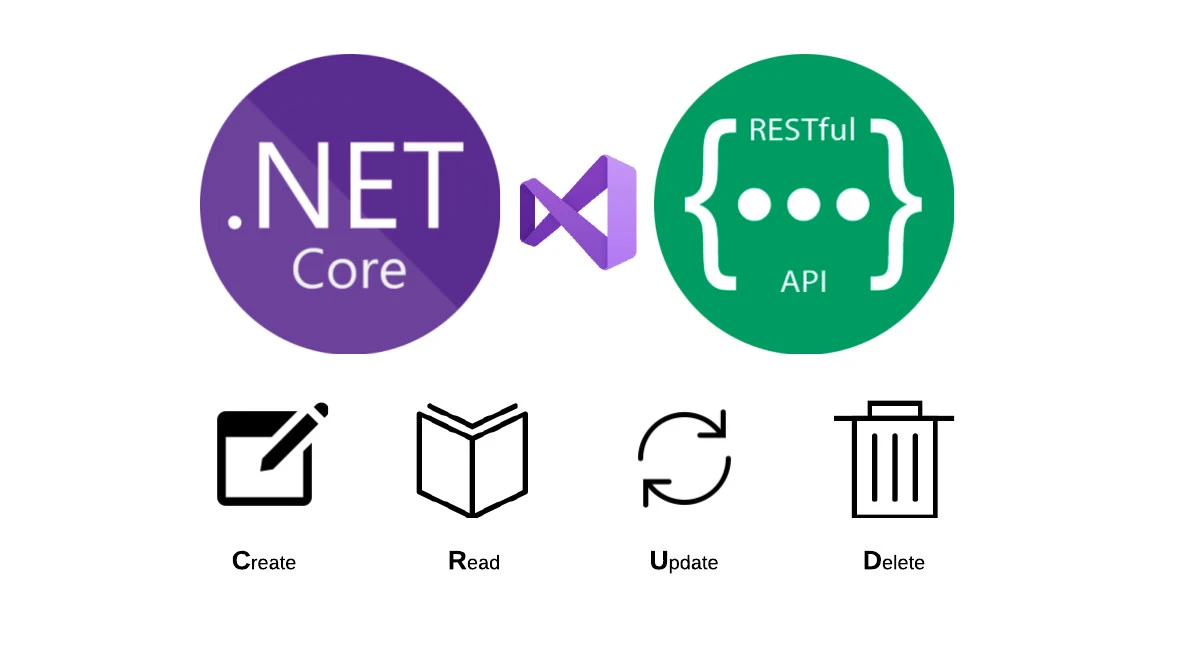 .NET
Core
RESTful
API
Create
Read
Update
Delete